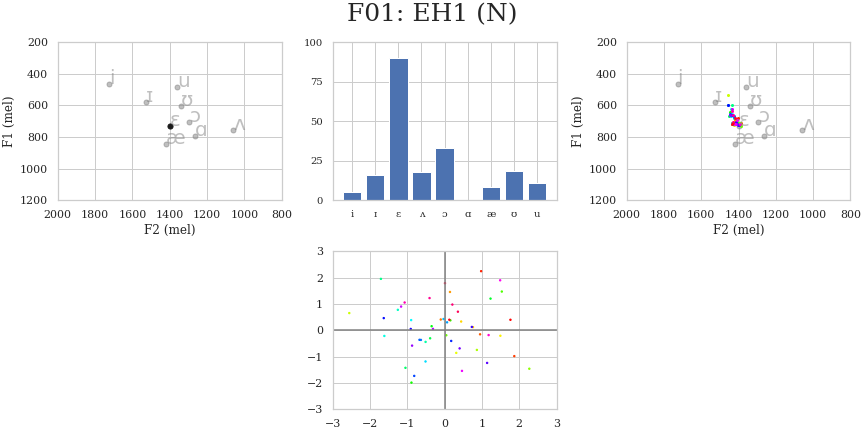 F01: EH1 (N)
200
400
600
800
1000
1200
2000 1800 1600 1400 1200 1000 800
F1 (mel)
F2 (mel)
i
u
ɪ
ʊ
ɛ
ɔ
ɑ
ʌ
æ
100
75
50
25
0
i ɪ ɛ ʌ ɔ ɑ æ ʊ u
200
400
600
800
1000
1200
2000 1800 1600 1400 1200 1000 800
F1 (mel)
F2 (mel)
i
u
ɪ
ʊ
ɛ
ɔ
ɑ
ʌ
æ
3
2
1
0
−1
−2
−3
−3 −2 −1 0 1 2 3